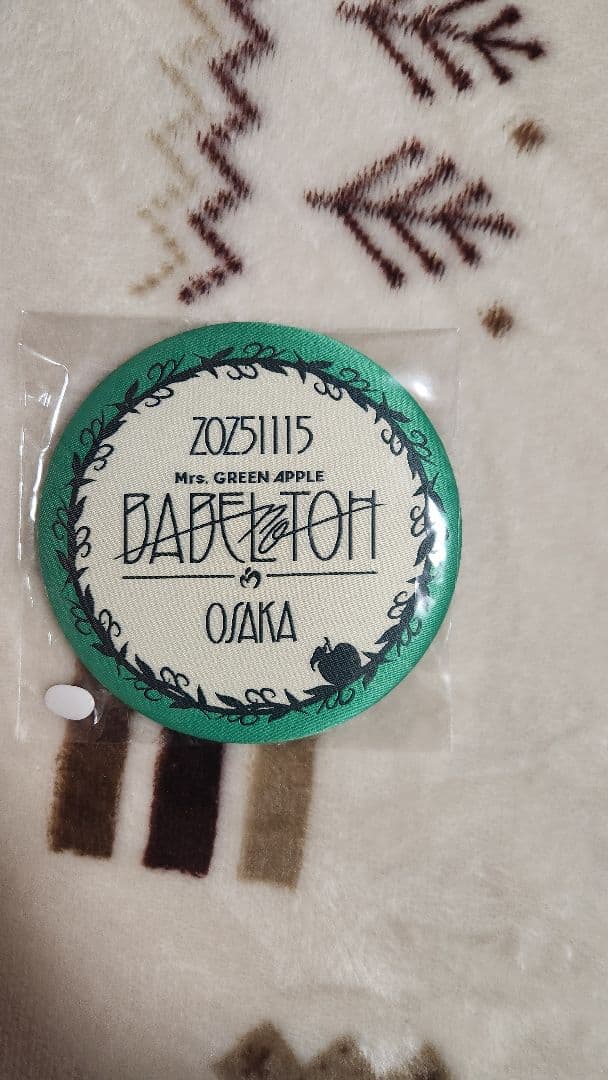 20251115
Mrs. GREEN APPLE
BABEL no TOH
OSAKA